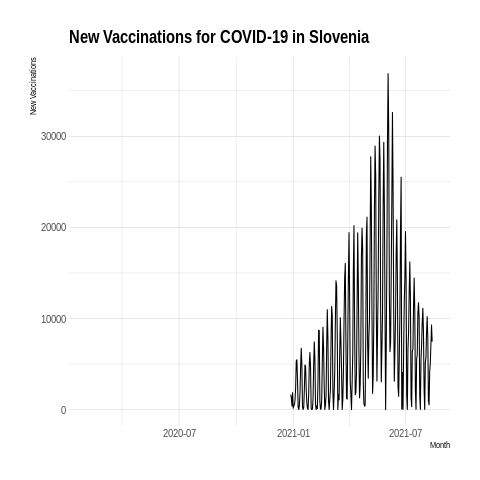 New Vaccinations for COVID-19 in Slovenia
New Vaccinations
30000
20000
10000
0
2020-07 2021-01 2021-07
Month